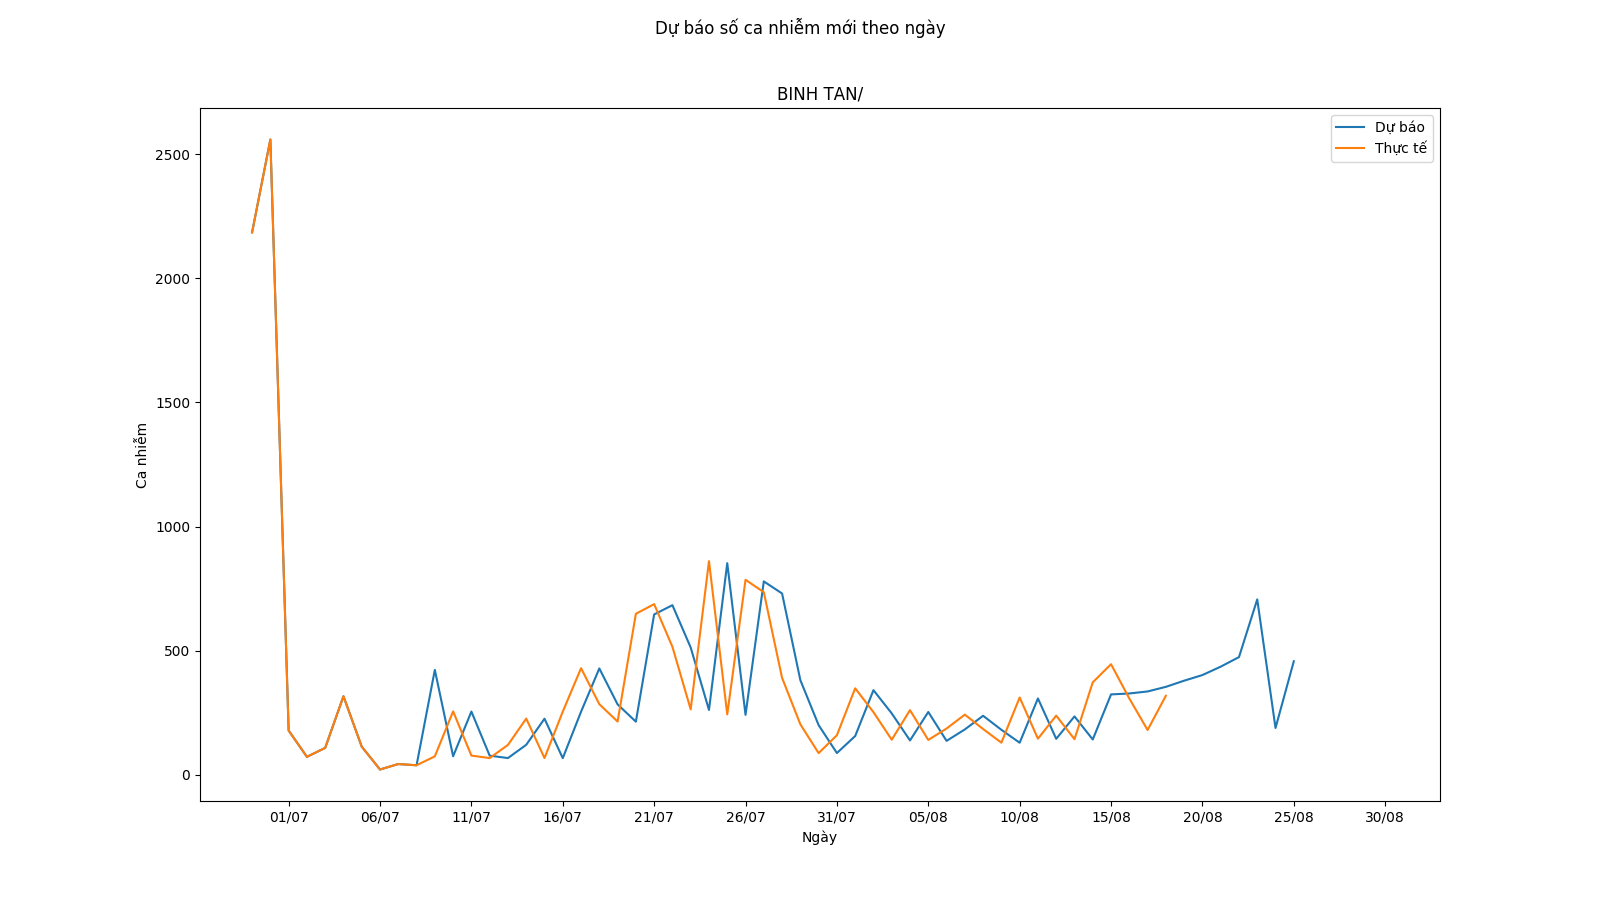 Dự báo số ca nhiễm mới theo ngày
BINH TAN/
Dự báo
Thực tế
2500
2000
1500
1000
500
0
Ca nhiễm
01/07 06/07 11/07 16/07 21/07 26/07 31/07 05/08 10/08 15/08 20/08 25/08 30/08
Ngày